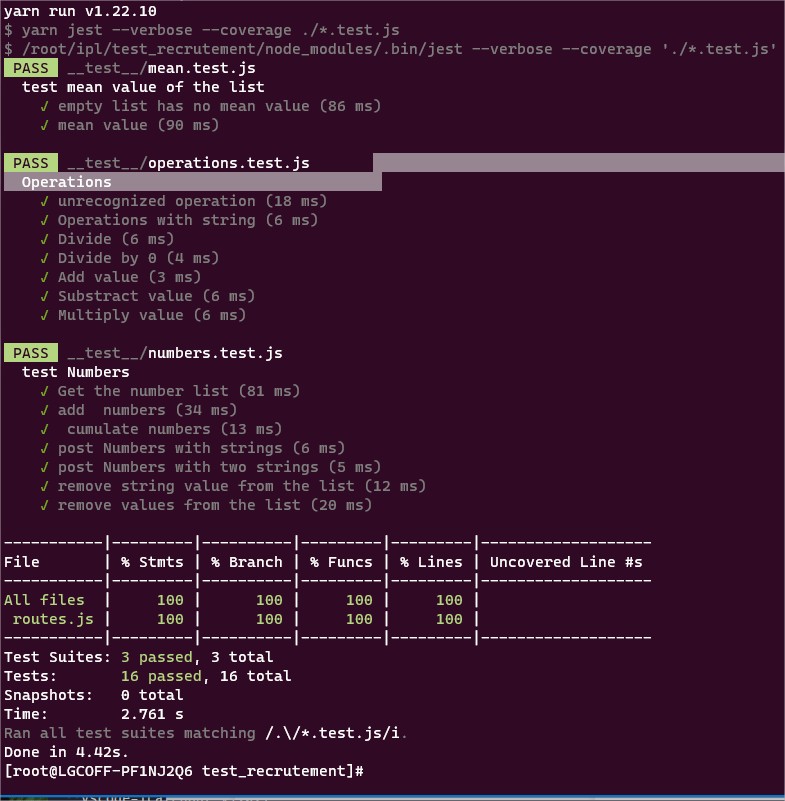 yarn run v1.22.10
$ yarn jest --verbose --coverage ./*.test.js
$ /root/ipl/test_recrutement/node_modules/.bin/jest --verbose --coverage './*.test.js'
PASS __test__/mean.test.js
test mean value of the list
✓ empty list has no mean value (86 ms)
✓ mean value (90 ms)
PASS __test__/operations.test.js
Operations
✓ unrecognized operation (18 ms)
✓ Operations with string (6 ms)
✓ Divide (6 ms)
✓ Divide by 0 (4 ms)
✓ Add value (3 ms)
✓ Substract value (6 ms)
✓ Multiply value (6 ms)
PASS __test__/numbers.test.js
test Numbers
✓ Get the number list (81 ms)
✓ add  numbers (34 ms)
✓  cumulate numbers (13 ms)
✓ post Numbers with strings (6 ms)
✓ post Numbers with two strings (5 ms)
✓ remove string value from the list (12 ms)
✓ remove values from the list (20 ms)
-----------|---------|----------|---------|---------|-------------------
File       | % Stmts | % Branch | % Funcs | % Lines | Uncovered Line #s
-----------|---------|----------|---------|---------|-------------------
All files  |     100 |      100 |     100 |     100 |
routes.js |     100 |      100 |     100 |     100 |
-----------|---------|----------|---------|---------|-------------------
Test Suites: 3 passed, 3 total
Tests:       16 passed, 16 total
Snapshots:   0 total
Time:        2.761 s
Ran all test suites matching /.\/*.test.js/i.
Done in 4.42s.
[root@LGCOFF-PF1NJ2Q6 test_recrutement]#